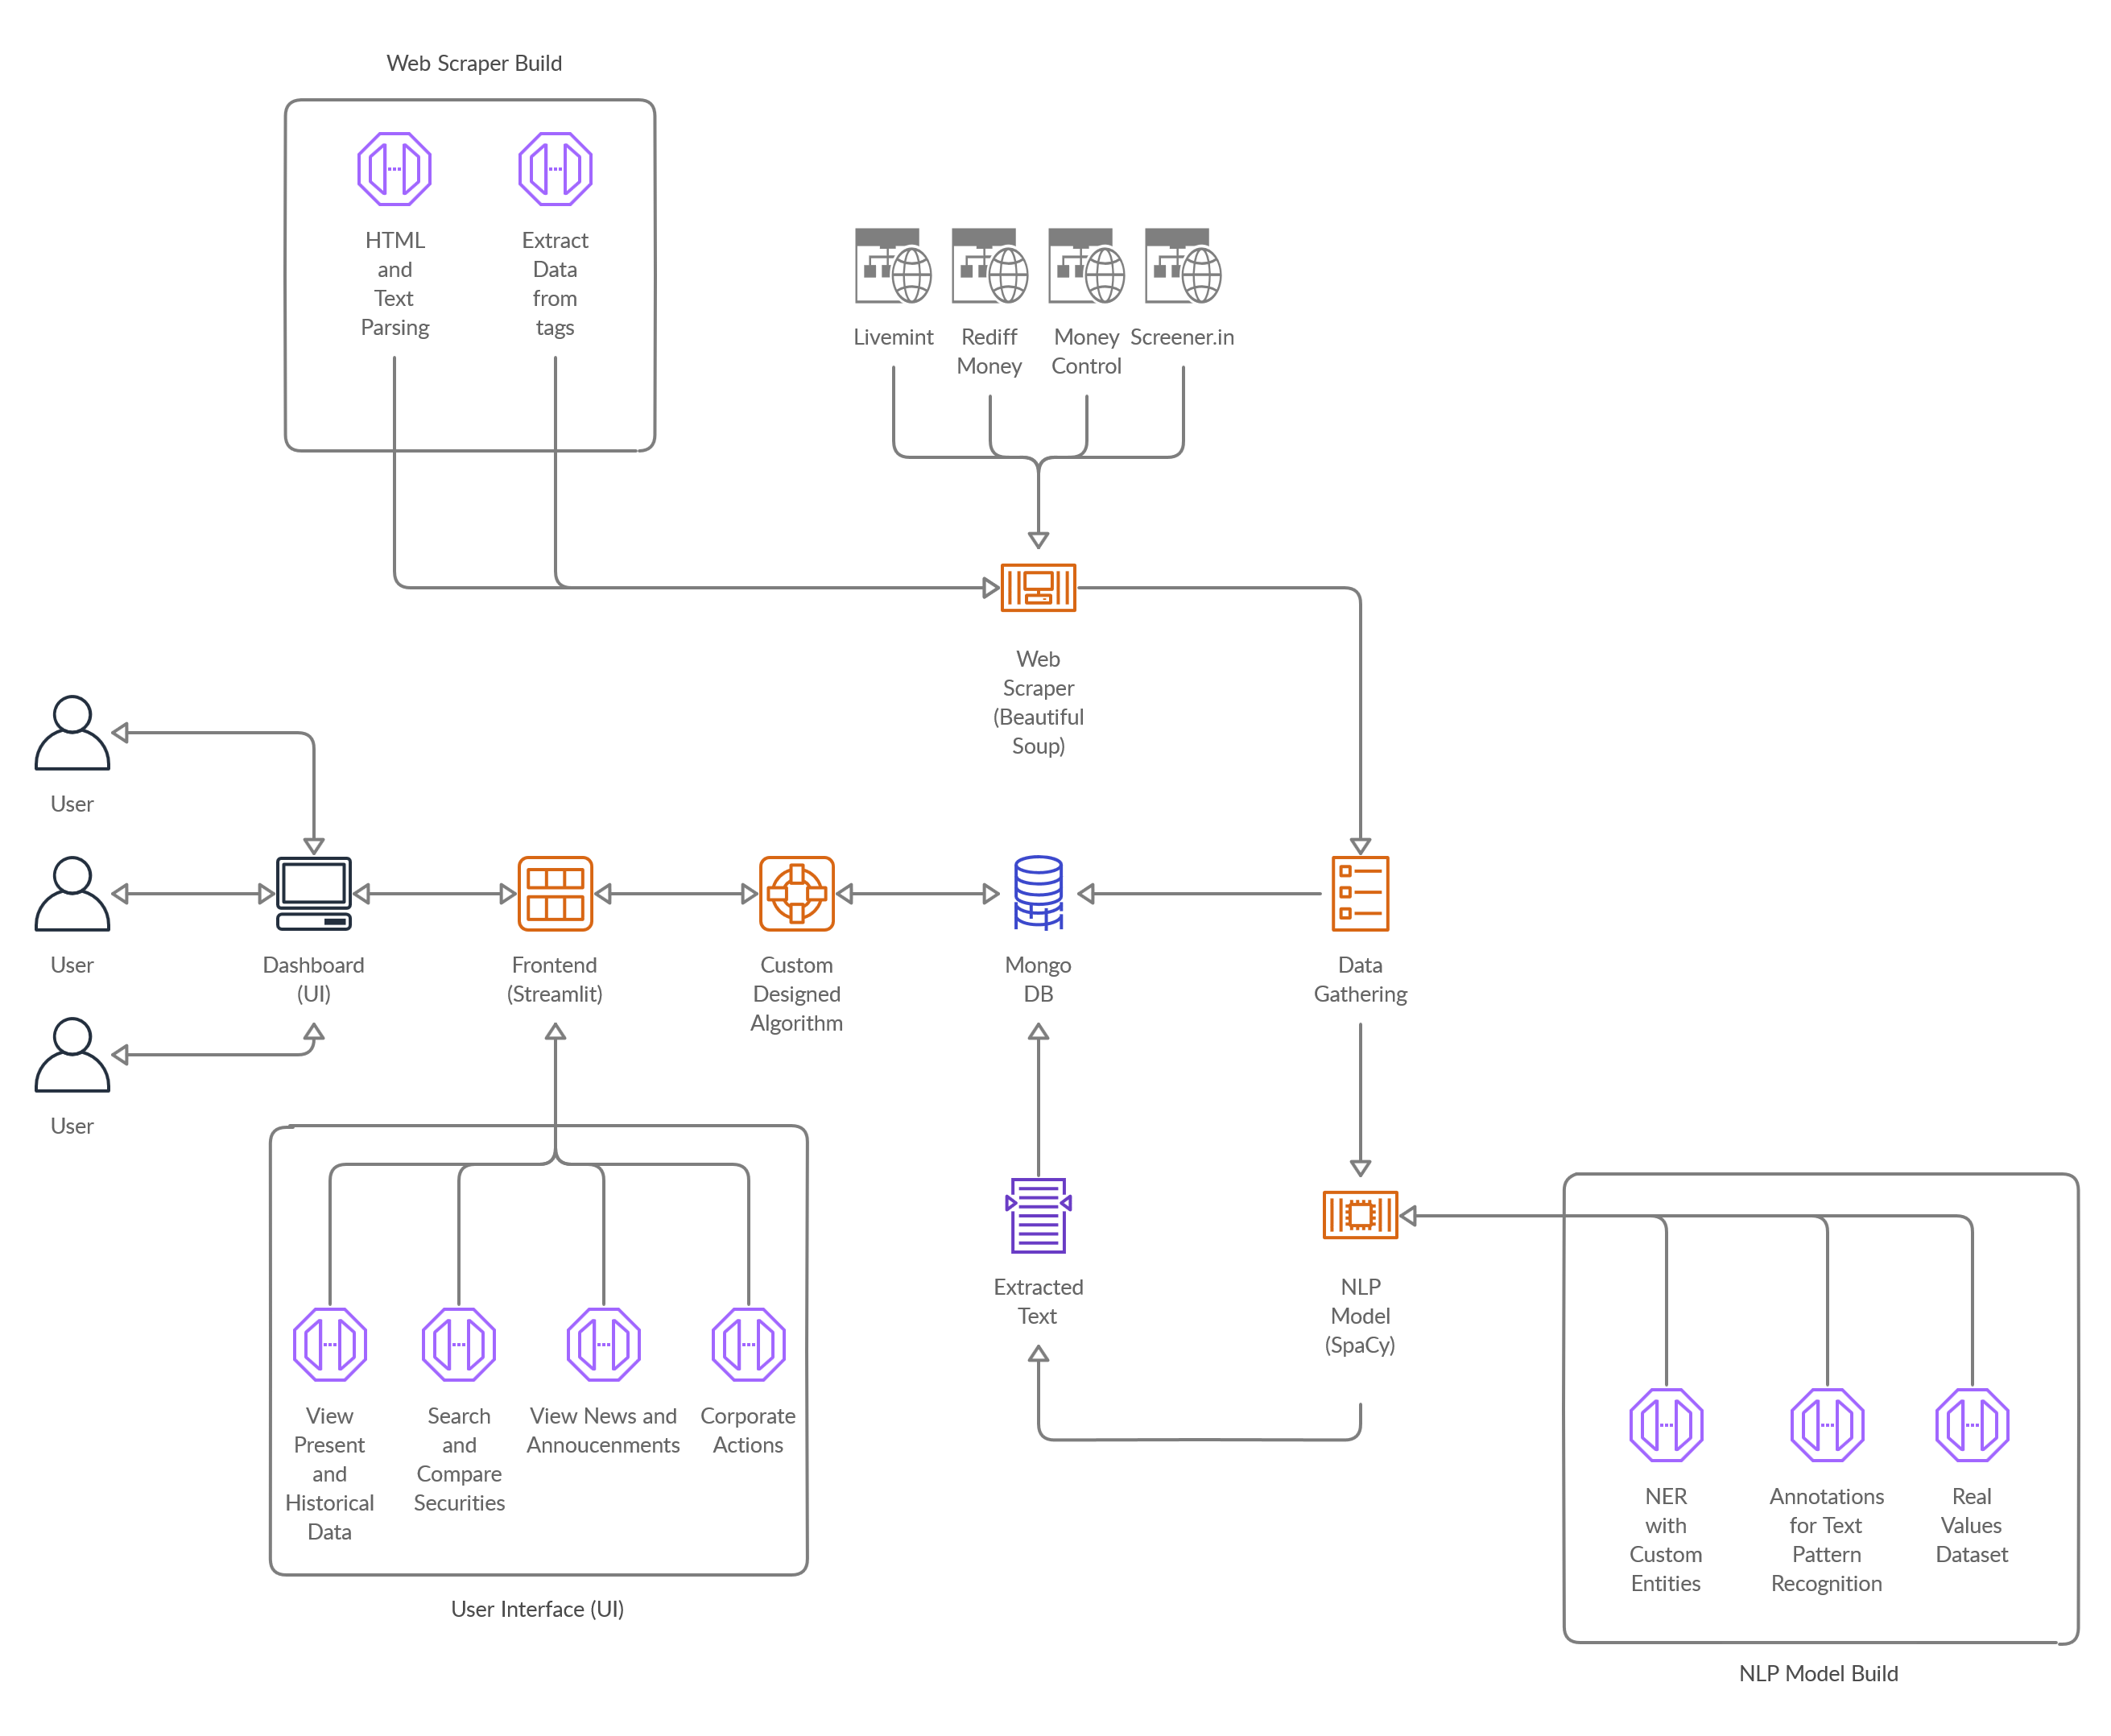 Web Scraper Build
HTML
and
Text
Parsing
Extract
Data
from
tags
Livemint
Rediff
Money
Money
Control
Screener.in
Web
Scraper
(Beautiful
Soup)
User
User
User
Dashboard
(UI)
Frontend
(Streamlit)
Custom
Designed
Algorithm
Mongo
DB
Data
Gathering
Extracted
Text
NLP
Model
(SpaCy)
View
Present
and
Historical
Data
Search
and
Compare
Securities
View News and
Annoucenments
Corporate
Actions
User Interface (UI)
NER
with
Custom
Entities
Annotations
for Text
Pattern
Recognition
Real
Values
Dataset
NLP Model Build